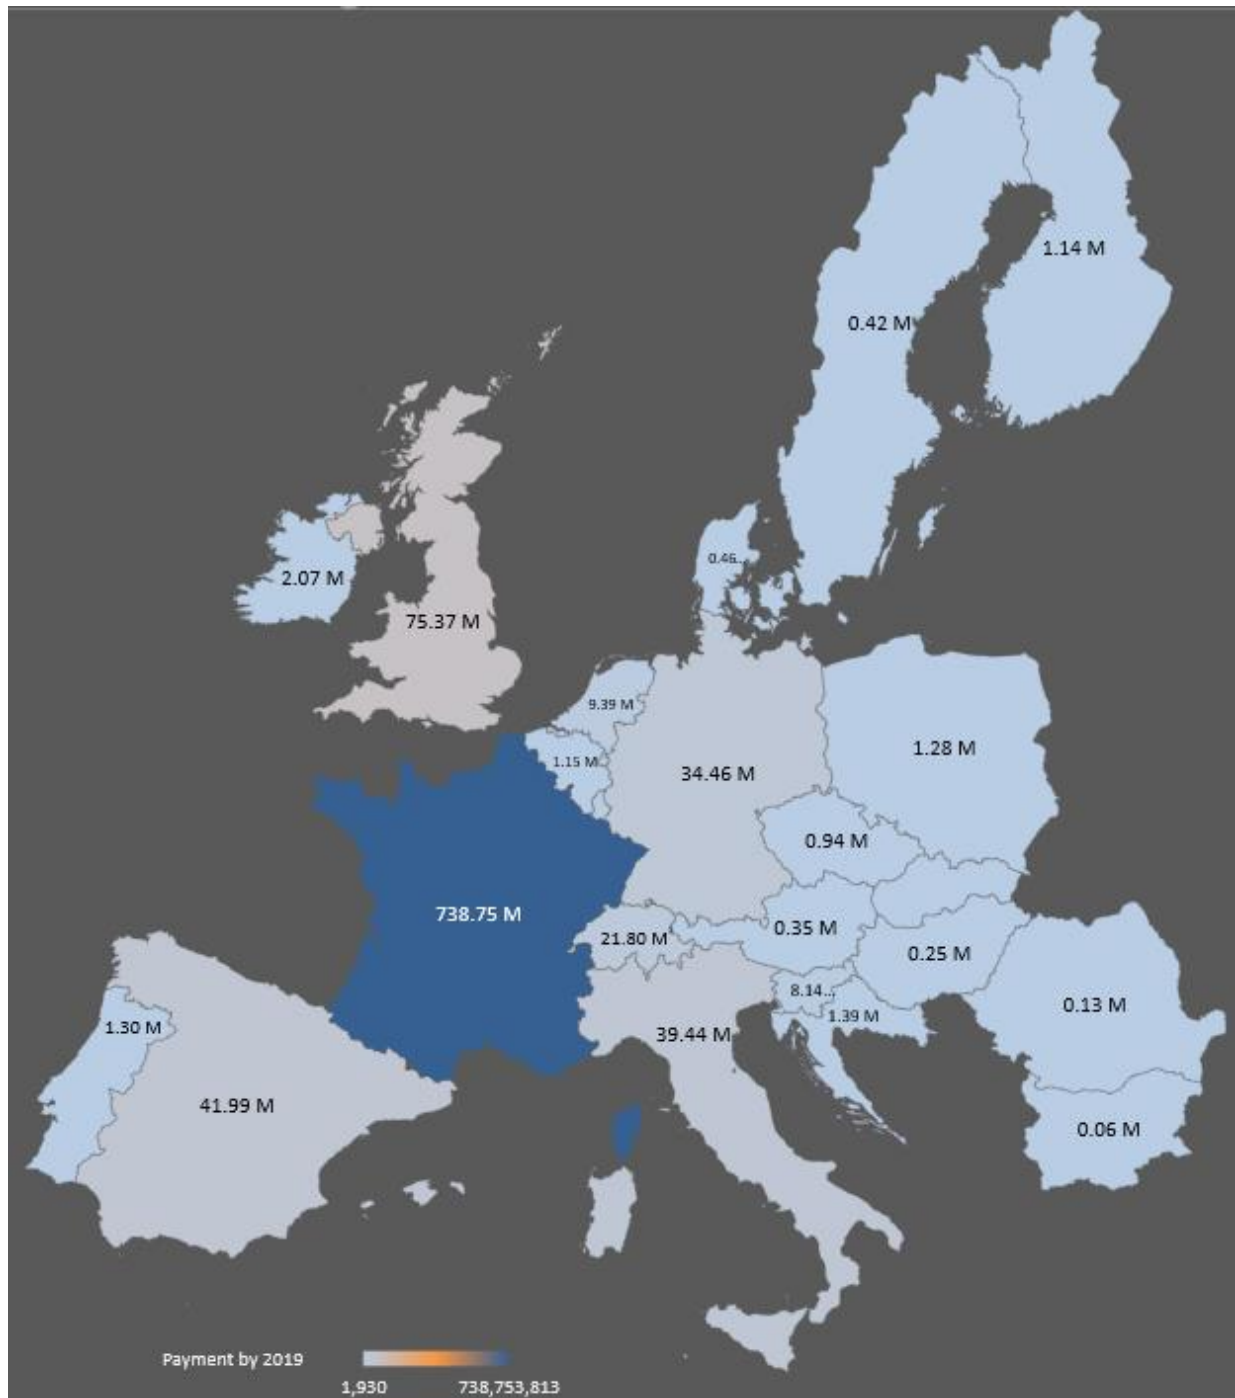 1.14 M
0.42 M
0.46...
2.07 M
75.37 M
9.39 M
1.15 M
34.46 M
1.28 M
0.94 M
738.75 M
21.80 M
0.35 M
0.25 M
8.14...
1.39 M
0.13 M
1.30 M
39.44 M
41.99 M
0.06 M
Payment by 2019
1,930 738,753,813